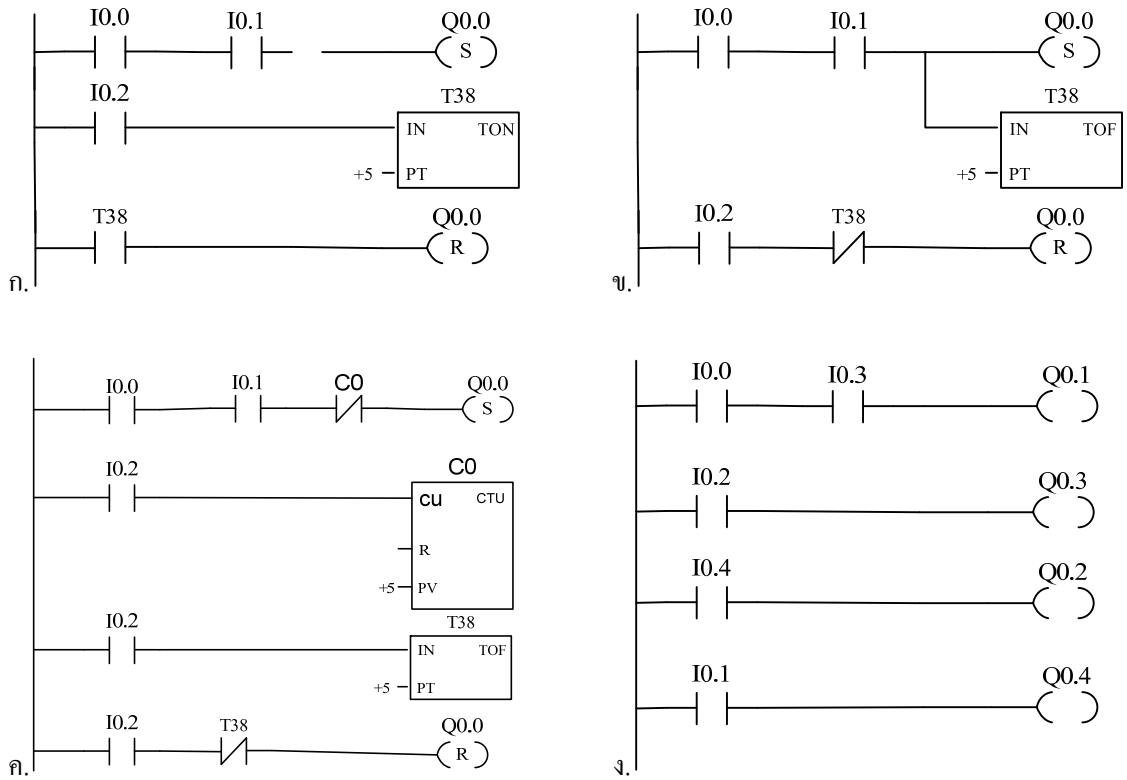 I0.0 I0.1 Q0.0
S
I0.2 T38
IN TON
+5 PT
T38 Q0.0
R
ก.
I0.0 I0.1 Q0.0
S
T38
IN TOF
+5 PT
I0.2 T38 Q0.0
R
ข.
I0.0 I0.1 C0 Q0.0
S
I0.2 C0
cu CTU
R
+5 PV
I0.2 T38
IN TOF
+5 PT
I0.2 T38 Q0.0
R
ค.
I0.0 I0.3 Q0.1
I0.2 Q0.3
I0.4 Q0.2
I0.1 Q0.4
ง.